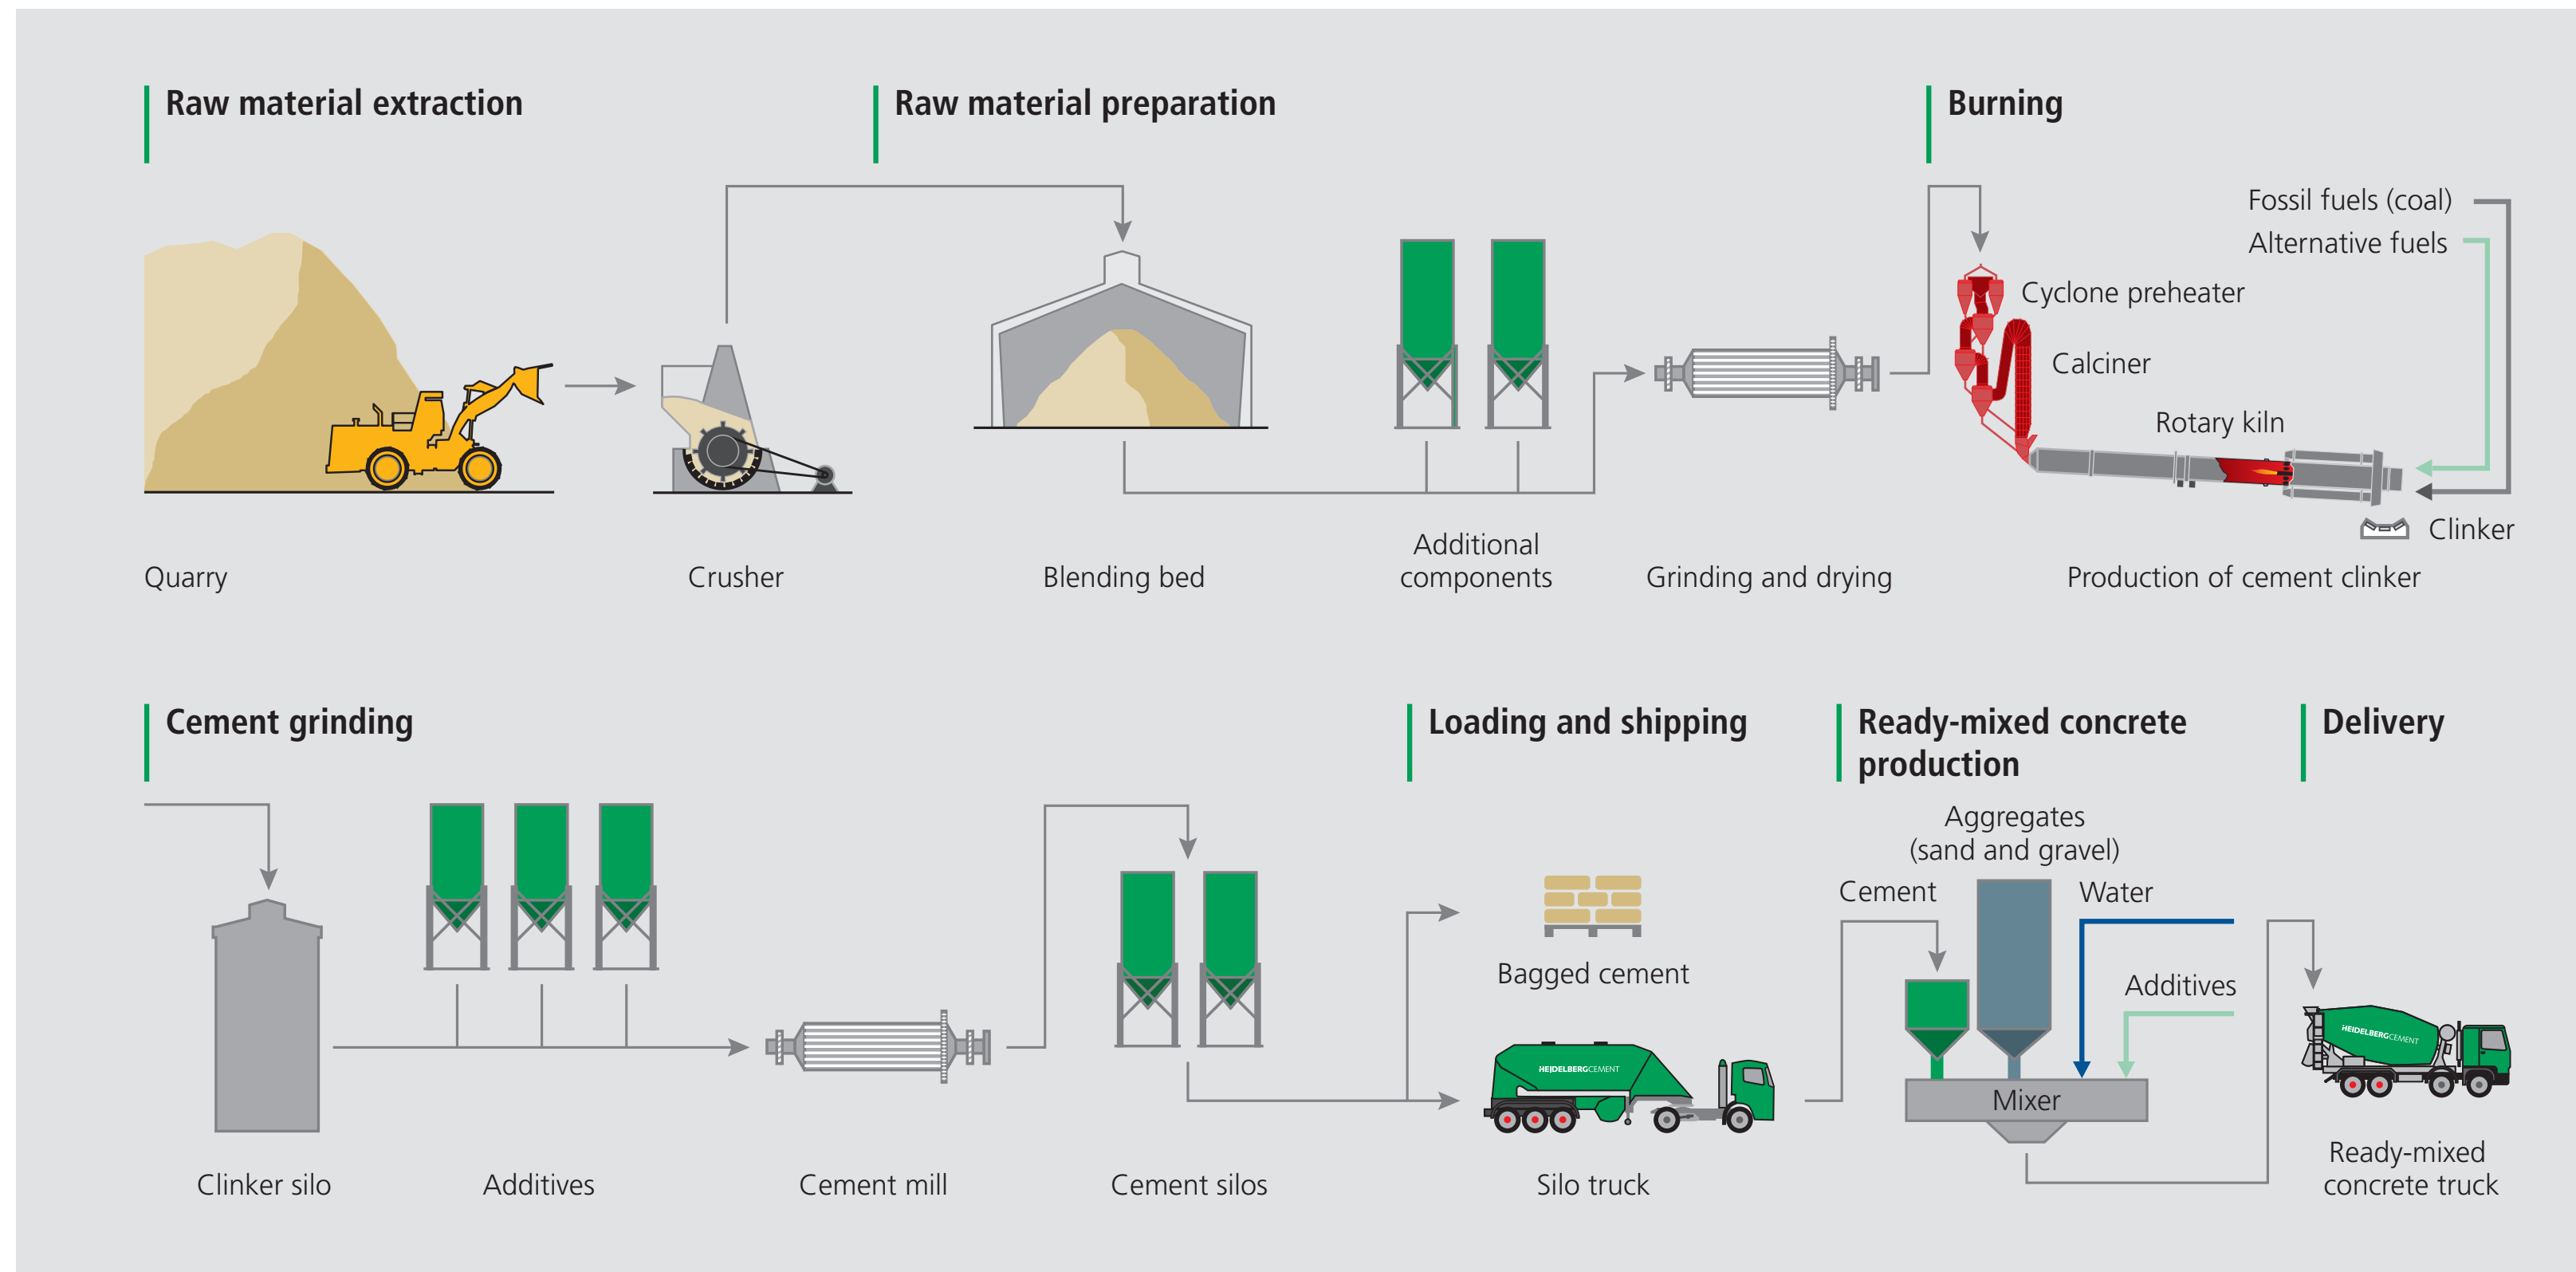 Raw material extraction
Raw material preparation
Burning
Fossil fuels (coal)
Alternative fuels
Cyclone preheater
Calciner
Rotary kiln
Clinker
Quarry
Crusher
Blending bed
Additional
components
Grinding and drying
Production of cement clinker
Cement grinding
Loading and shipping
Ready-mixed concrete
production
Delivery
Aggregates
(sand and gravel)
Cement
Water
Bagged cement
Additives
HEIDELBERGCEMENT
HEIDELBERGCEMENT
Mixer
Clinker silo
Additives
Cement mill
Cement silos
Silo truck
Ready-mixed
concrete truck